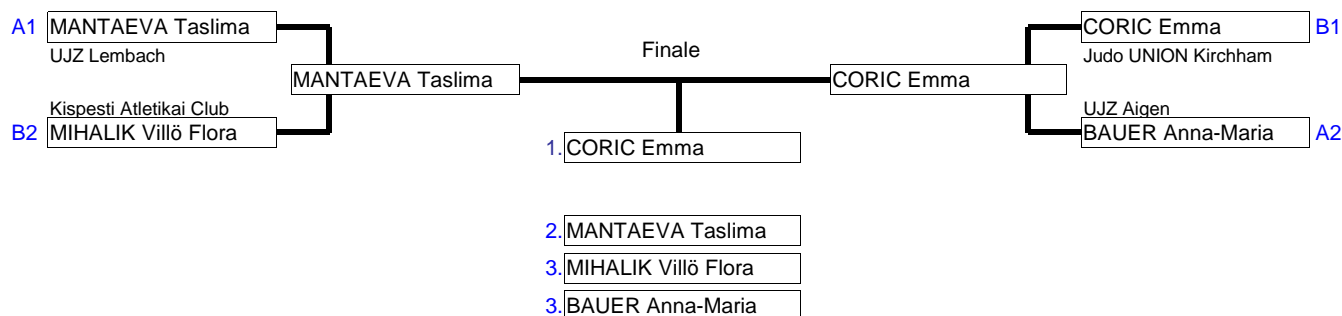 A1 MANTAEVA Taslima
UJZ Lembach
CORIC Emma B1
Judo UNION Kirchham
Finale
MANTAEVA Taslima
CORIC Emma
Kispesti Atletikai Club
B2 MIHALIK Villö Flora
UJZ Aigen
BAUER Anna-Maria A2
1. CORIC Emma
2. MANTAEVA Taslima
3. MIHALIK Villö Flora
3. BAUER Anna-Maria